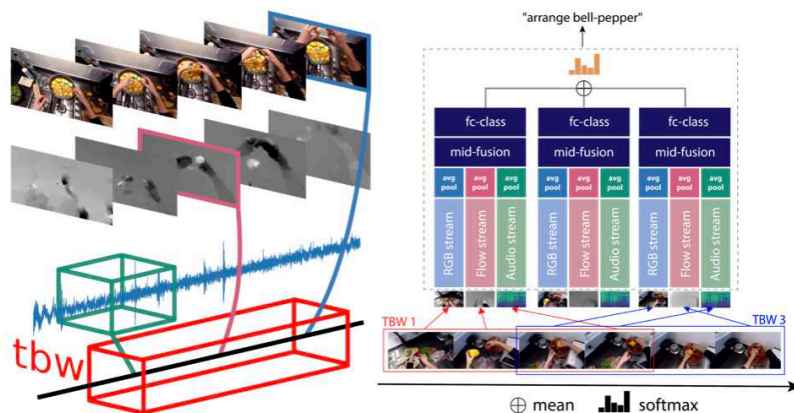 tbw
"arrange bell-pepper"
fc-class
fc-class
fc-class
mid-fusion
mid-fusion
mid-fusion
avg pool
avg pool
avg pool
avg pool
avg pool
avg pool
avg pool
avg pool
avg pool
RGB stream
Flow stream
Audio stream
RGB stream
Flow stream
Audio stream
RGB stream
Flow stream
Audio stream
TBW 1
TBW 3
mean
softmax